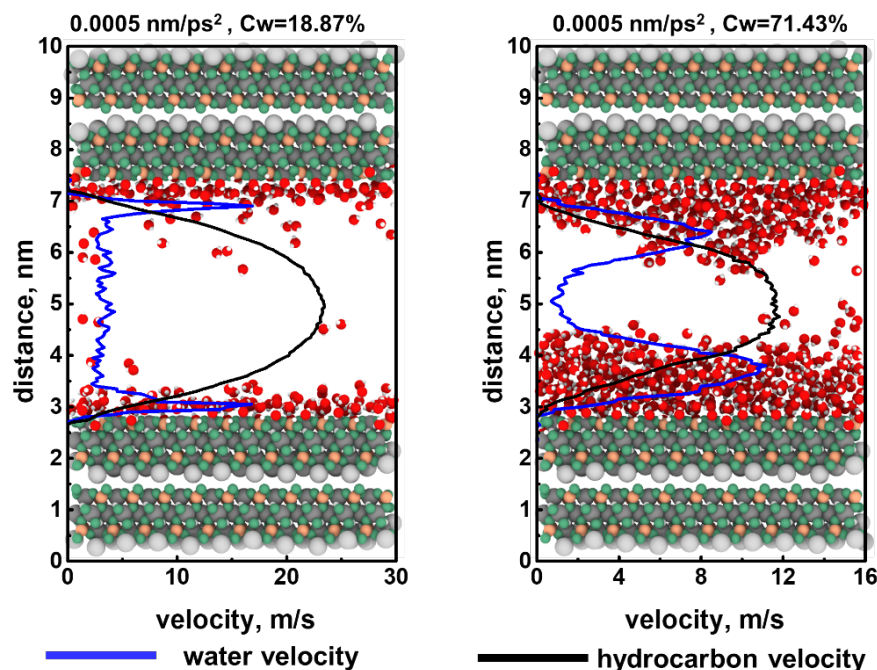 0.0005 nm/ps² , Cw=18.87%
10
9
8
7
6
5
4
3
2
1
0
distance, nm
0 10 20 30
velocity, m/s
0.0005 nm/ps² , Cw=71.43%
10
9
8
7
6
5
4
3
2
1
0
distance, nm
0 4 8 12 16
velocity, m/s
water velocity
hydrocarbon velocity